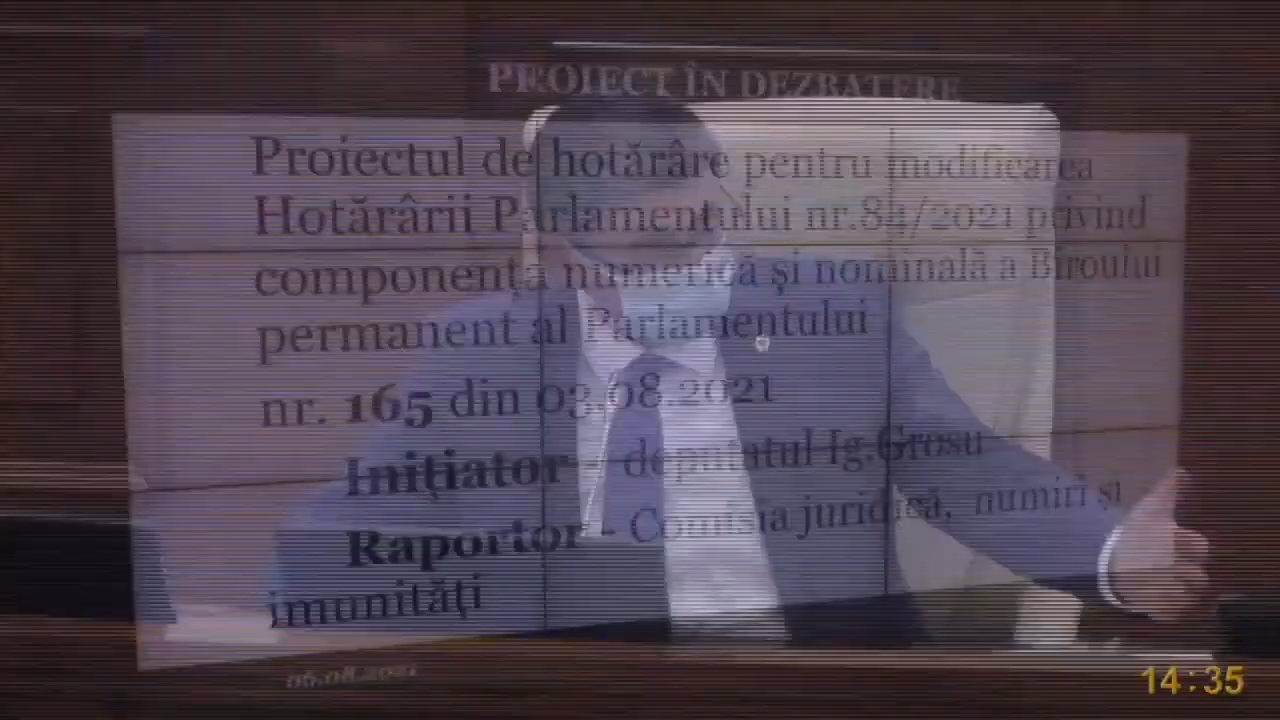 PROIECT ÎN DEZBATERE
Proiectul de hotărâre pentru modificarea
Hotărârii Parlamentului nr.84/2021 privind
componența numerică și nominală a Biroului
permanent al Parlamentului
nr. 165 din 03.08.2021
Inițiator - deputatul Ig.Grosu
Raportor - Comisia juridică, numiri și
imunități
06.08.2021
14:35